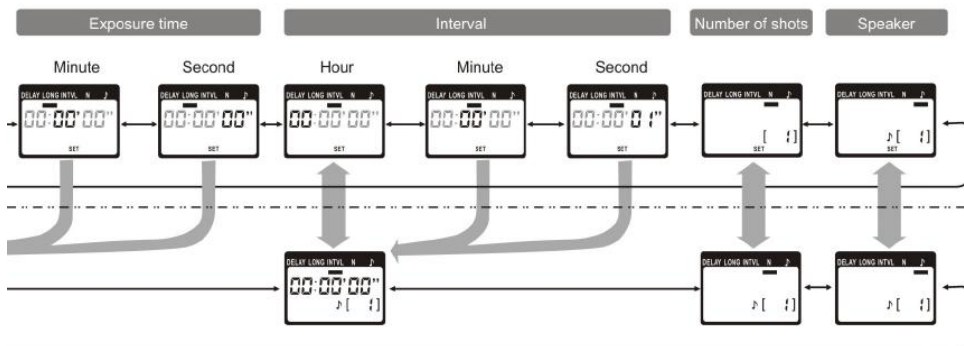 Exposure time Interval Number of shots Speaker
Minute Second Hour Minute Second
DELAY LONG INTVL N ♪ DELAY LONG INTVL N ♪ DELAY LONG INTVL N ♪ DELAY LONG INTVL N ♪ DELAY LONG INTVL N ♪ DELAY LONG INTVL N ♪ DELAY LONG INTVL N ♪
00:00'00" 00:00'00" 00:00'00" 00:00'00" 00:00'01" [ 1] ♪[ 1]
SET SET SET SET SET SET
DELAY LONG INTVL N ♪ DELAY LONG INTVL N ♪ DELAY LONG INTVL N ♪
00:00'00"
♪[ 1] ♪[ 1] ♪[ 1]